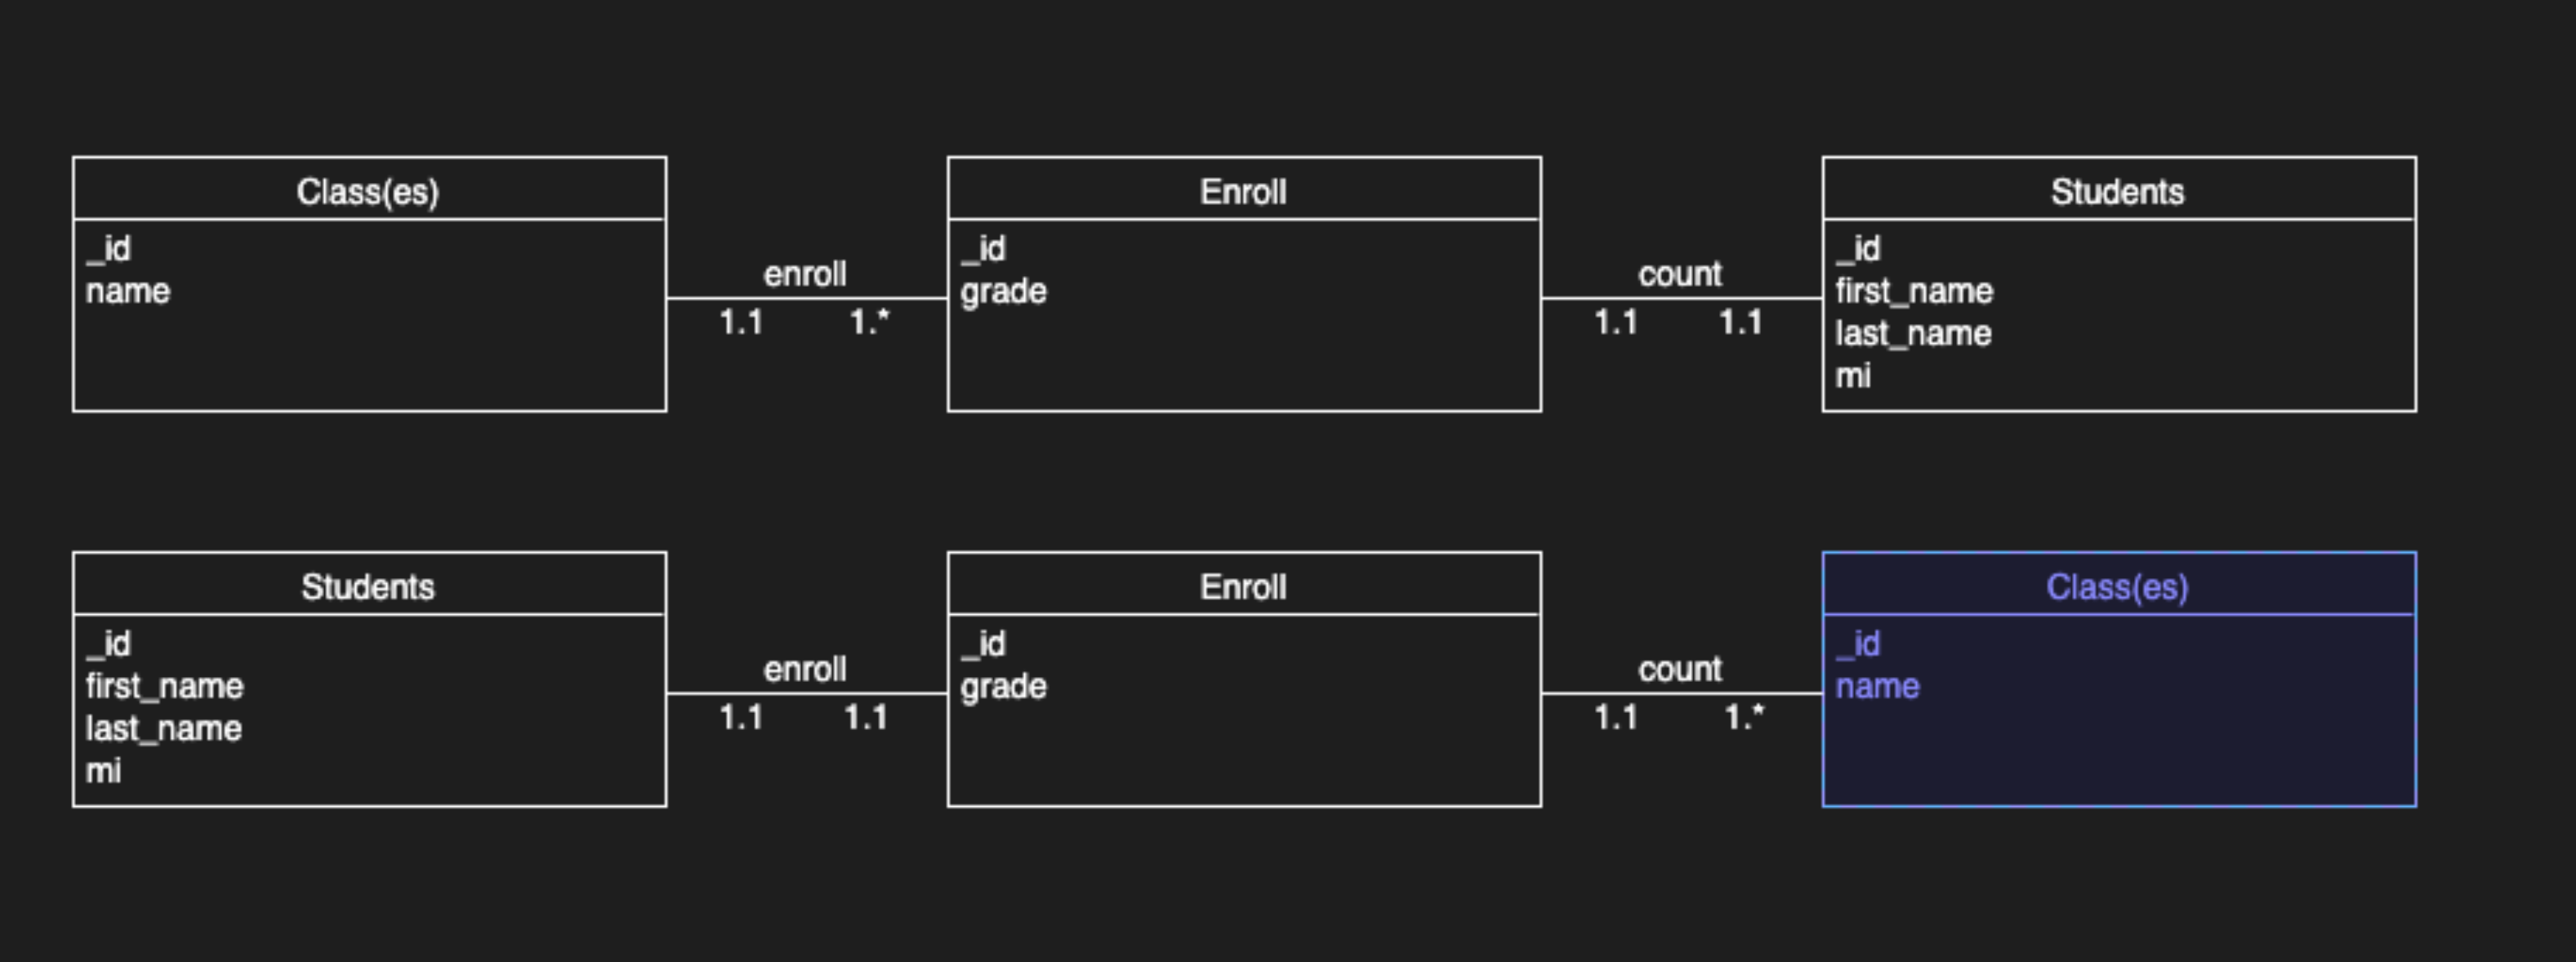 Class(es)
_id
name
enroll
1.1 1.*
Enroll
_id
grade
count
1.1 1.1
Students
_id
first_name
last_name
mi
Students
_id
first_name
last_name
mi
enroll
1.1 1.1
Enroll
_id
grade
count
1.1 1.*
Class(es)
_id
name